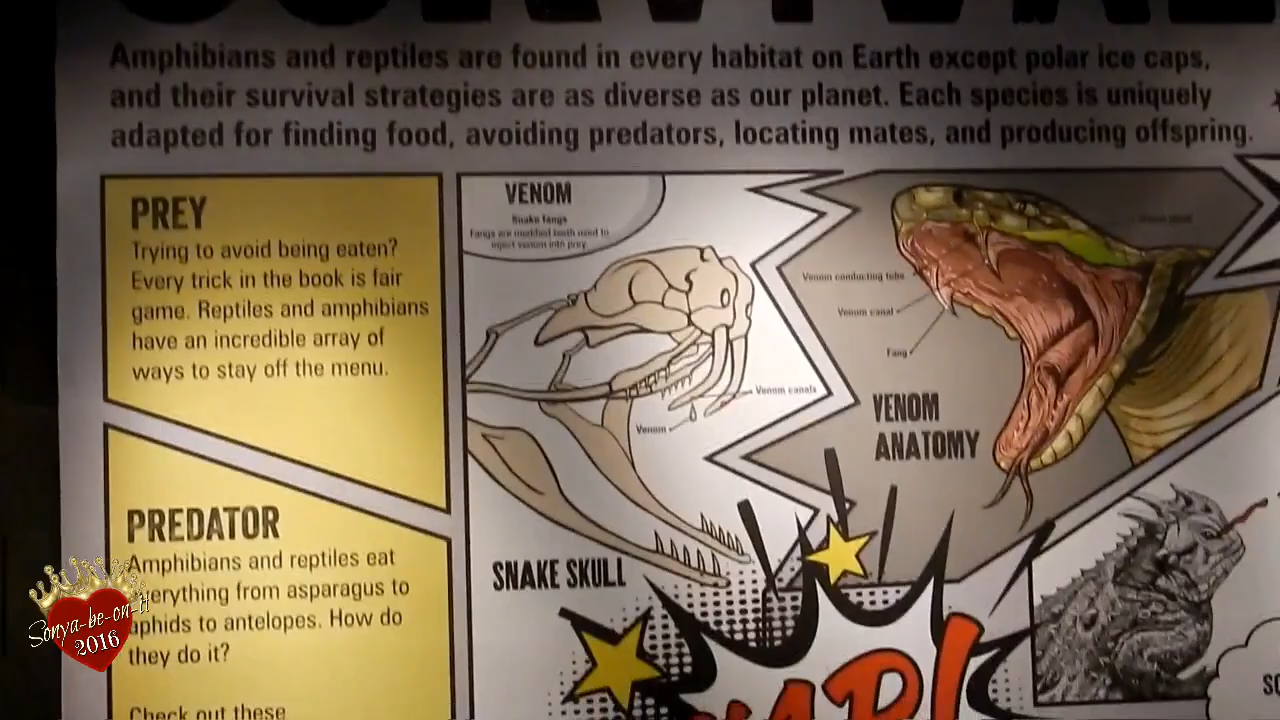 SURVIVAL
Amphibians and reptiles are found in every habitat on Earth except polar ice caps,
and their survival strategies are as diverse as our planet. Each species is uniquely
adapted for finding food, avoiding predators, locating mates, and producing offspring.
PREY
Trying to avoid being eaten?
Every trick in the book is fair
game. Reptiles and amphibians
have an incredible array of
ways to stay off the menu.
PREDATOR
Amphibians and reptiles eat
everything from asparagus to
aphids to antelopes. How do
they do it?
Check out these
VENOM
Snake fangs
Fangs are modified teeth used to
inject venom into prey.
Venom canals
Venom
SNAKE SKULL
Venom conducting tube
Venom canal
Fang
VENOM
ANATOMY
Sonya-be-on-it
2016